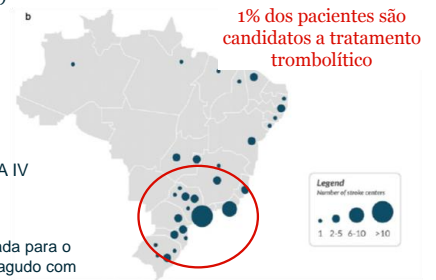 b
1% dos pacientes são
candidatos a tratamento
trombolítico
A IV
Legend
Number of stroke centers
1 2-5 6-10 >10
ada para o
agudo com